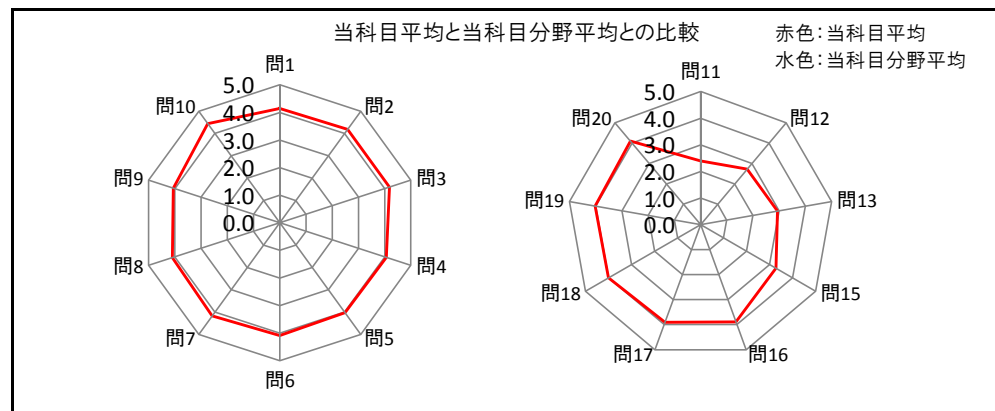 当科目平均と当科目分野平均との比較
赤色：当科目平均
水色：当科目分野平均
問1
問2
問3
問4
問5
問6
問7
問8
問9
問10
5.0
4.0
3.0
2.0
1.0
0.0
問11
問12
問13
問15
問16
問17
問18
問19
問20
5.0
4.0
3.0
2.0
1.0
0.0